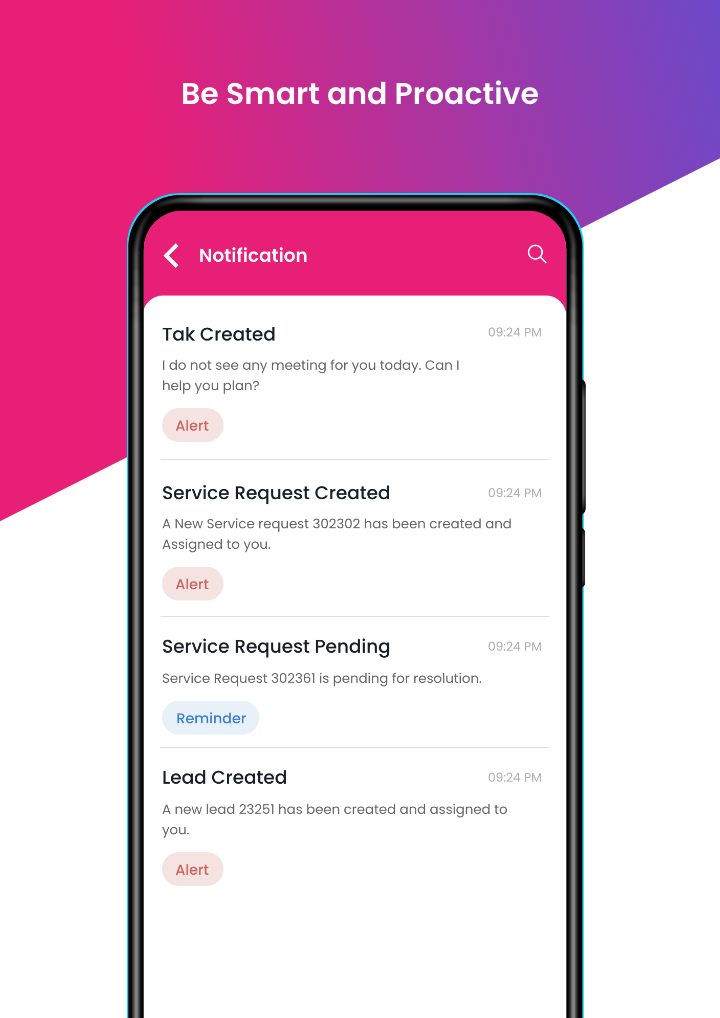 Be Smart and Proactive
Notification
Tak Created
09:24 PM
I do not see any meeting for you today. Can I
help you plan?
Alert
Service Request Created
09:24 PM
A New Service request 302302 has been created and
Assigned to you.
Alert
Service Request Pending
09:24 PM
Service Request 302361 is pending for resolution.
Reminder
Lead Created
09:24 PM
A new lead 23251 has been created and assigned to
you.
Alert